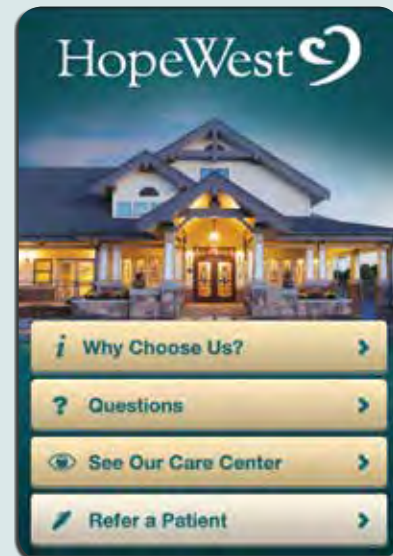 HopeWest
i Why Choose Us?
? Questions
See Our Care Center
Refer a Patient